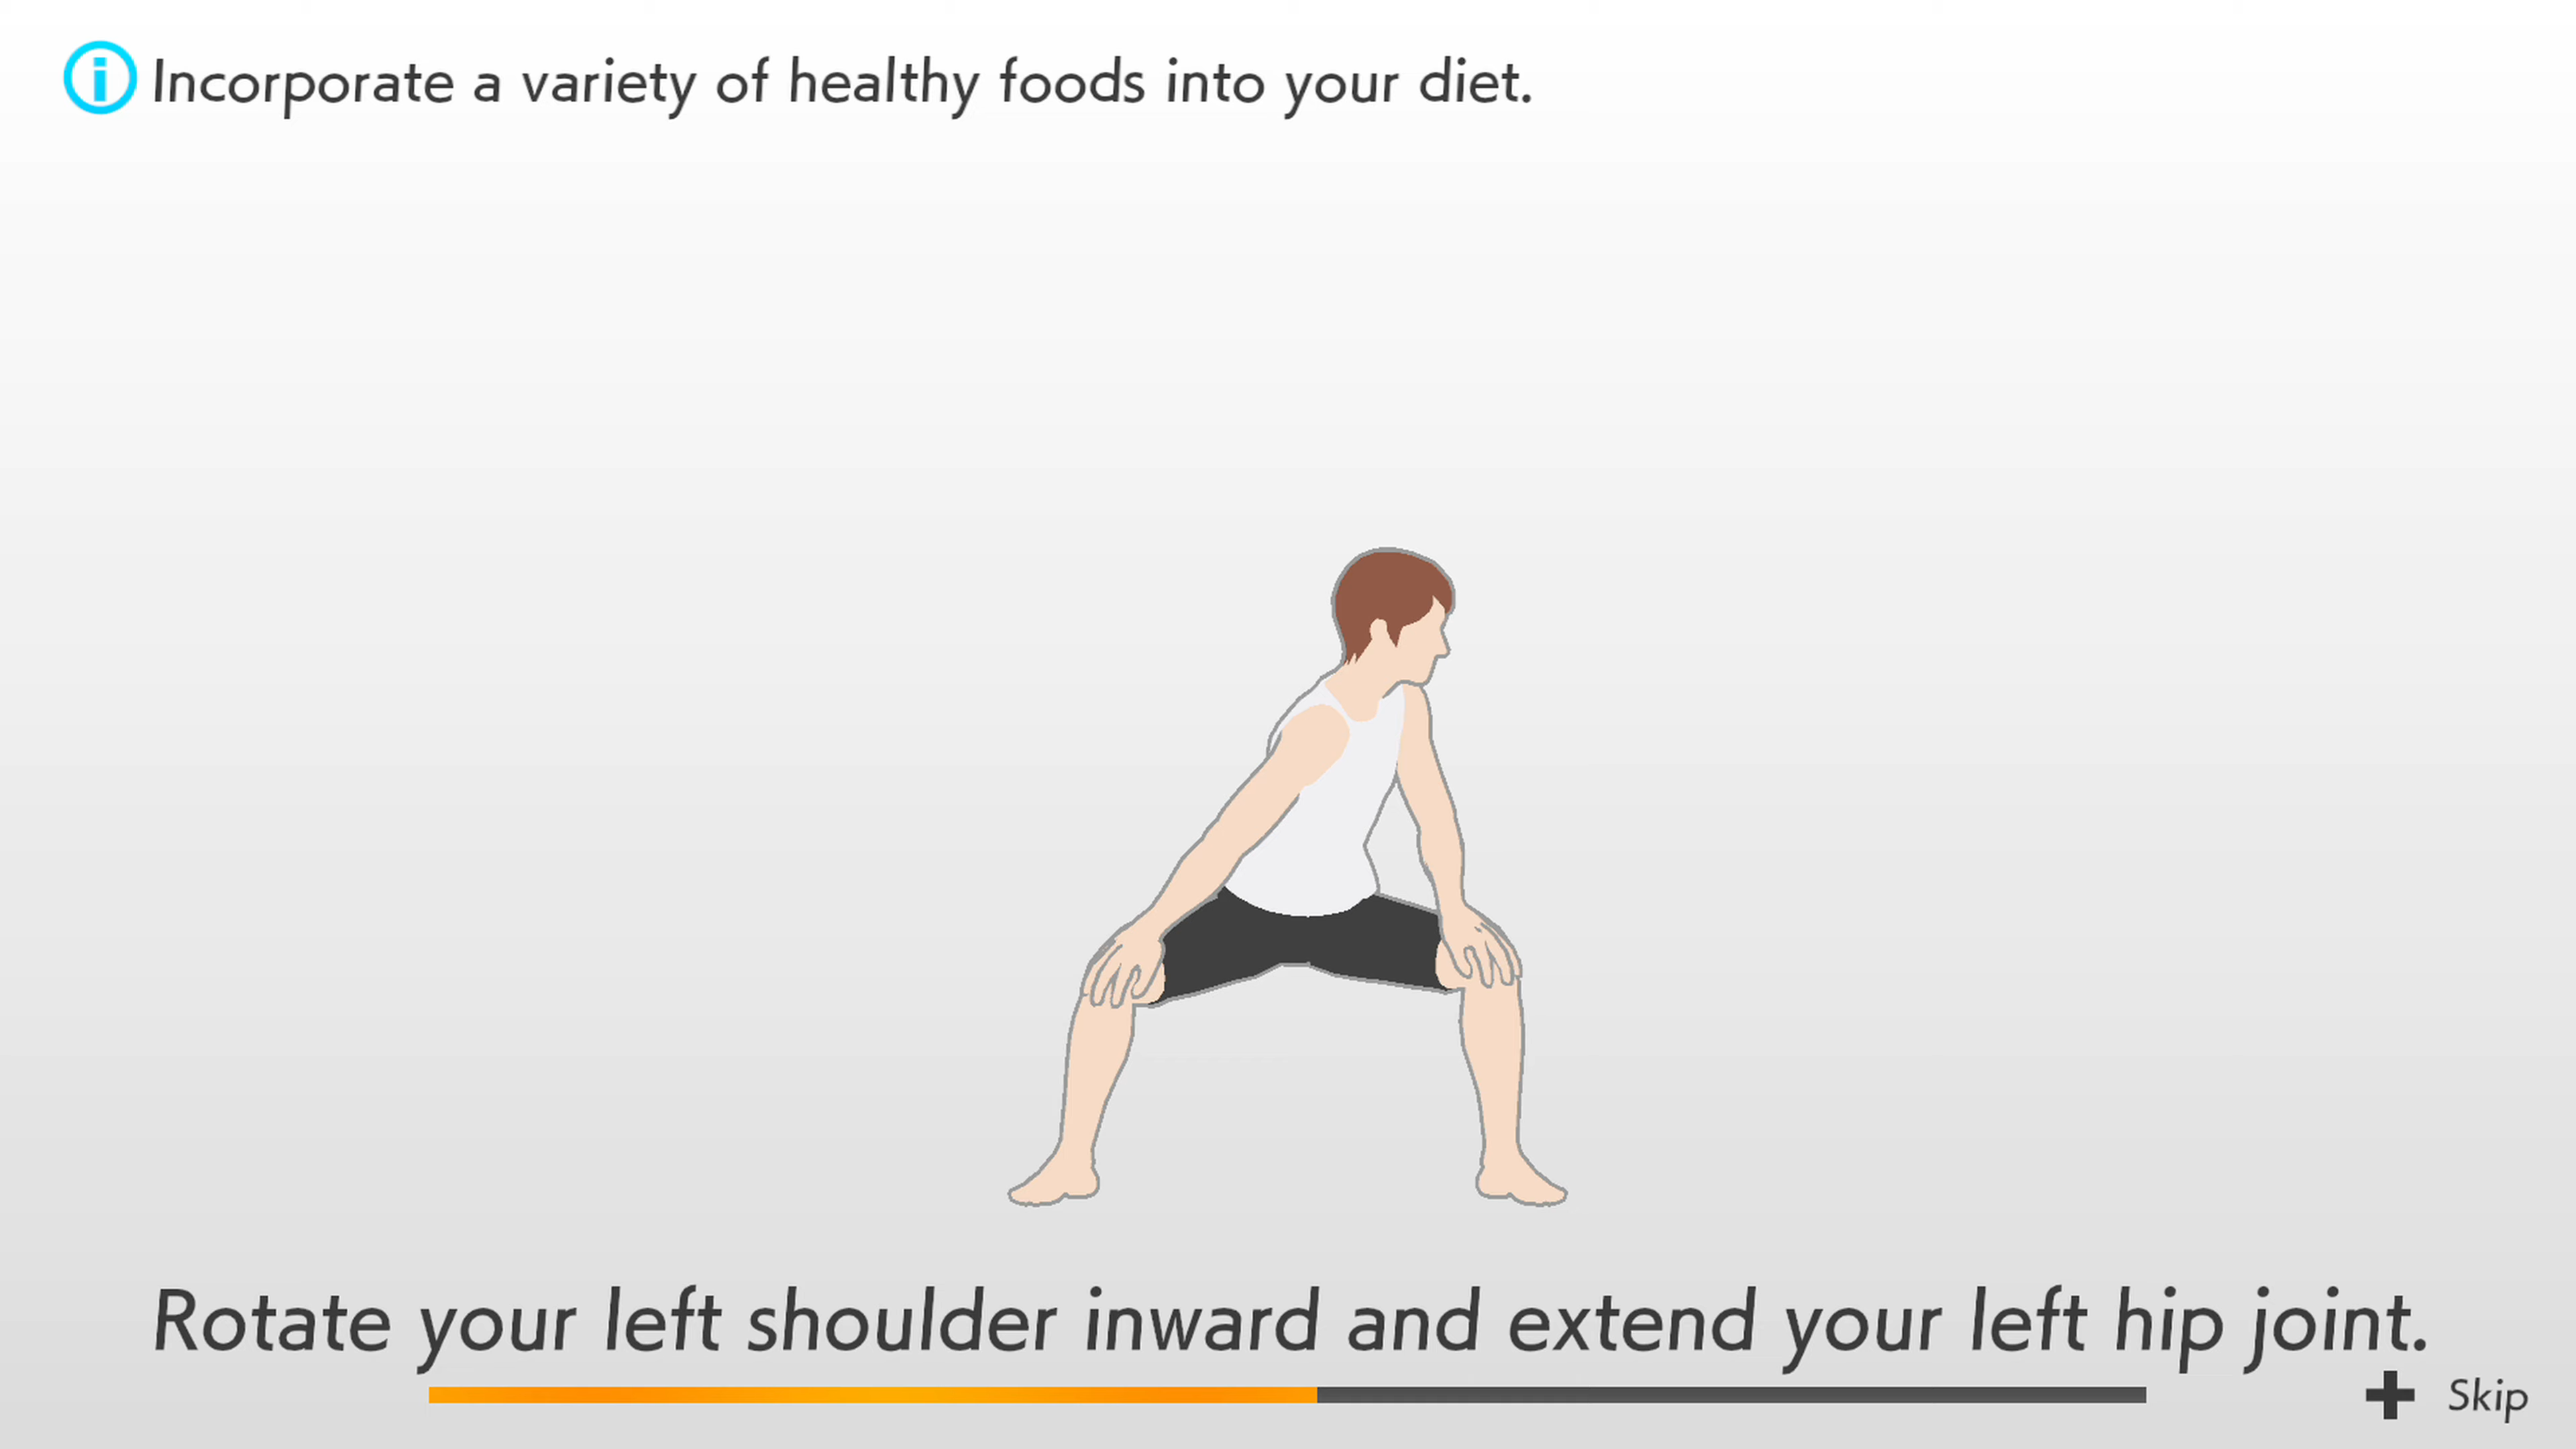 Incorporate a variety of healthy foods into your diet.
Rotate your left shoulder inward and extend your left hip joint.
Skip